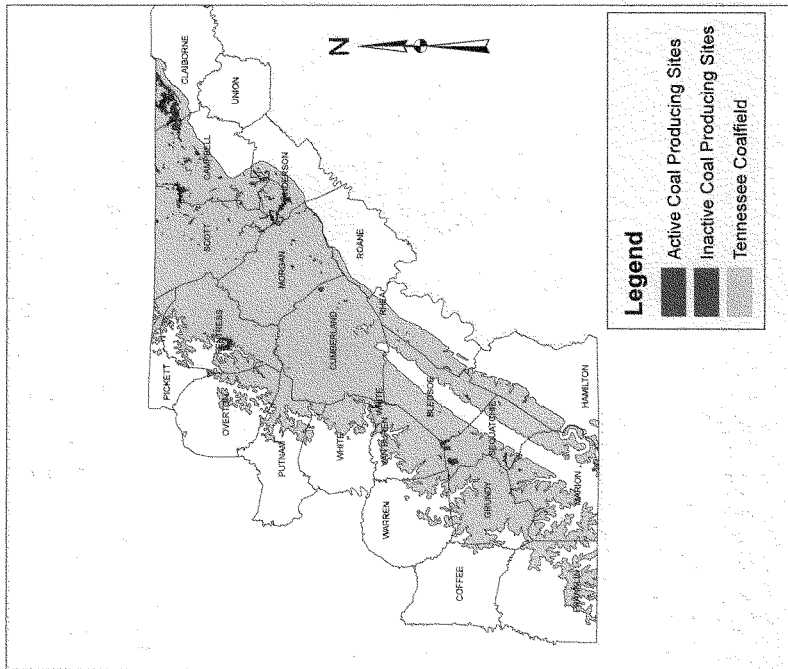 CLAIBORNE
UNION
CAMPBELL
ANDERSON
SCOTT
MORGAN
ROANE
PICKETT
FENTRESS
OVERTON
CUMBERLAND
RHEA
PUTNAM
WHITE
WHITE
VAN BUREN
BLEDSOE
WARREN
SEQUATCHIE
HAMILTON
GRUNDY
MARION
COFFEE
FRANKLIN
N
Legend
Active Coal Producing Sites
Inactive Coal Producing Sites
Tennessee Coalfield